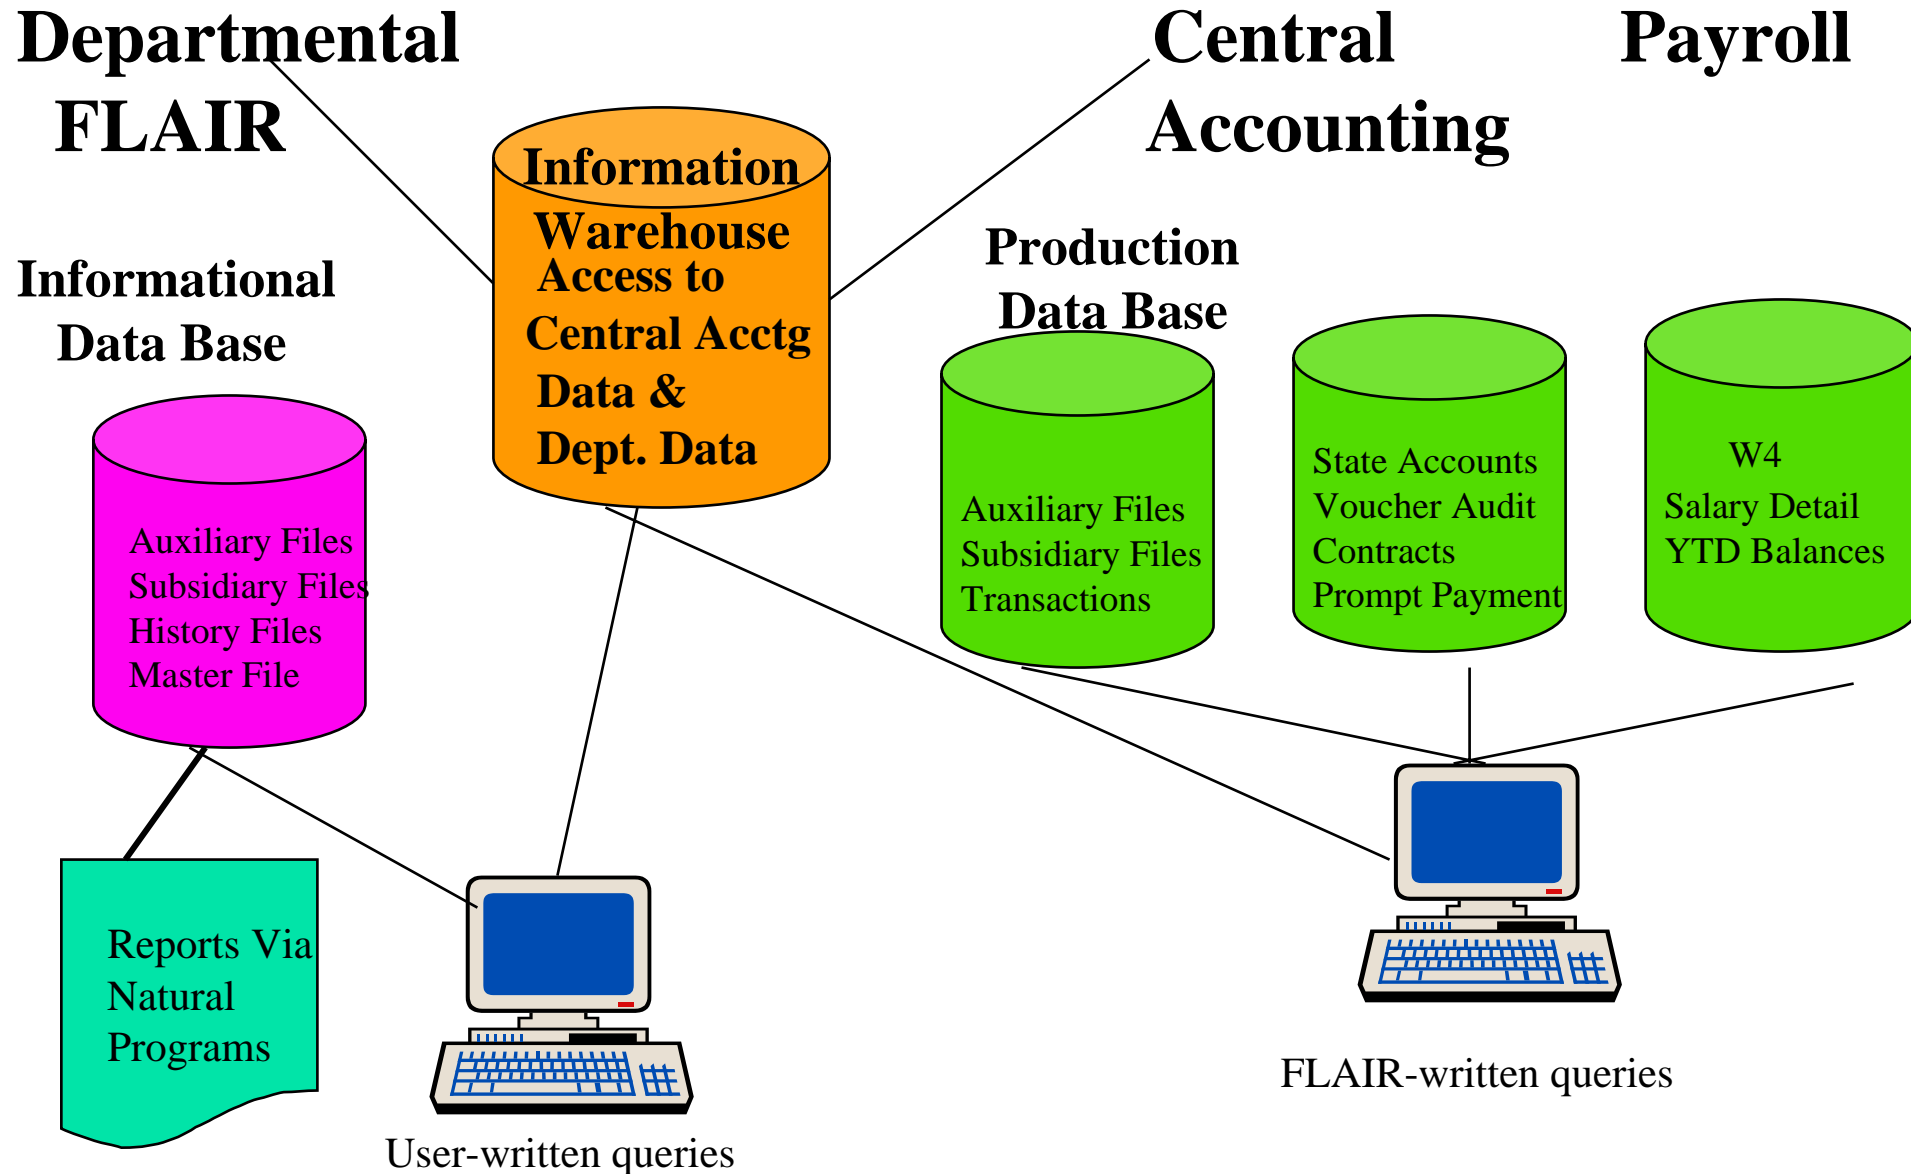 Departmental
FLAIR
Central
Accounting
Payroll
Information
Warehouse
Access to
Central Acctg
Data &
Dept. Data
Informational
Data Base
Production
Data Base
Auxiliary Files
Subsidiary Files
History Files
Master File
Auxiliary Files
Subsidiary Files
Transactions
State Accounts
Voucher Audit
Contracts
Prompt Payment
W4
Salary Detail
YTD Balances
Reports Via
Natural
Programs
User-written queries
FLAIR-written queries